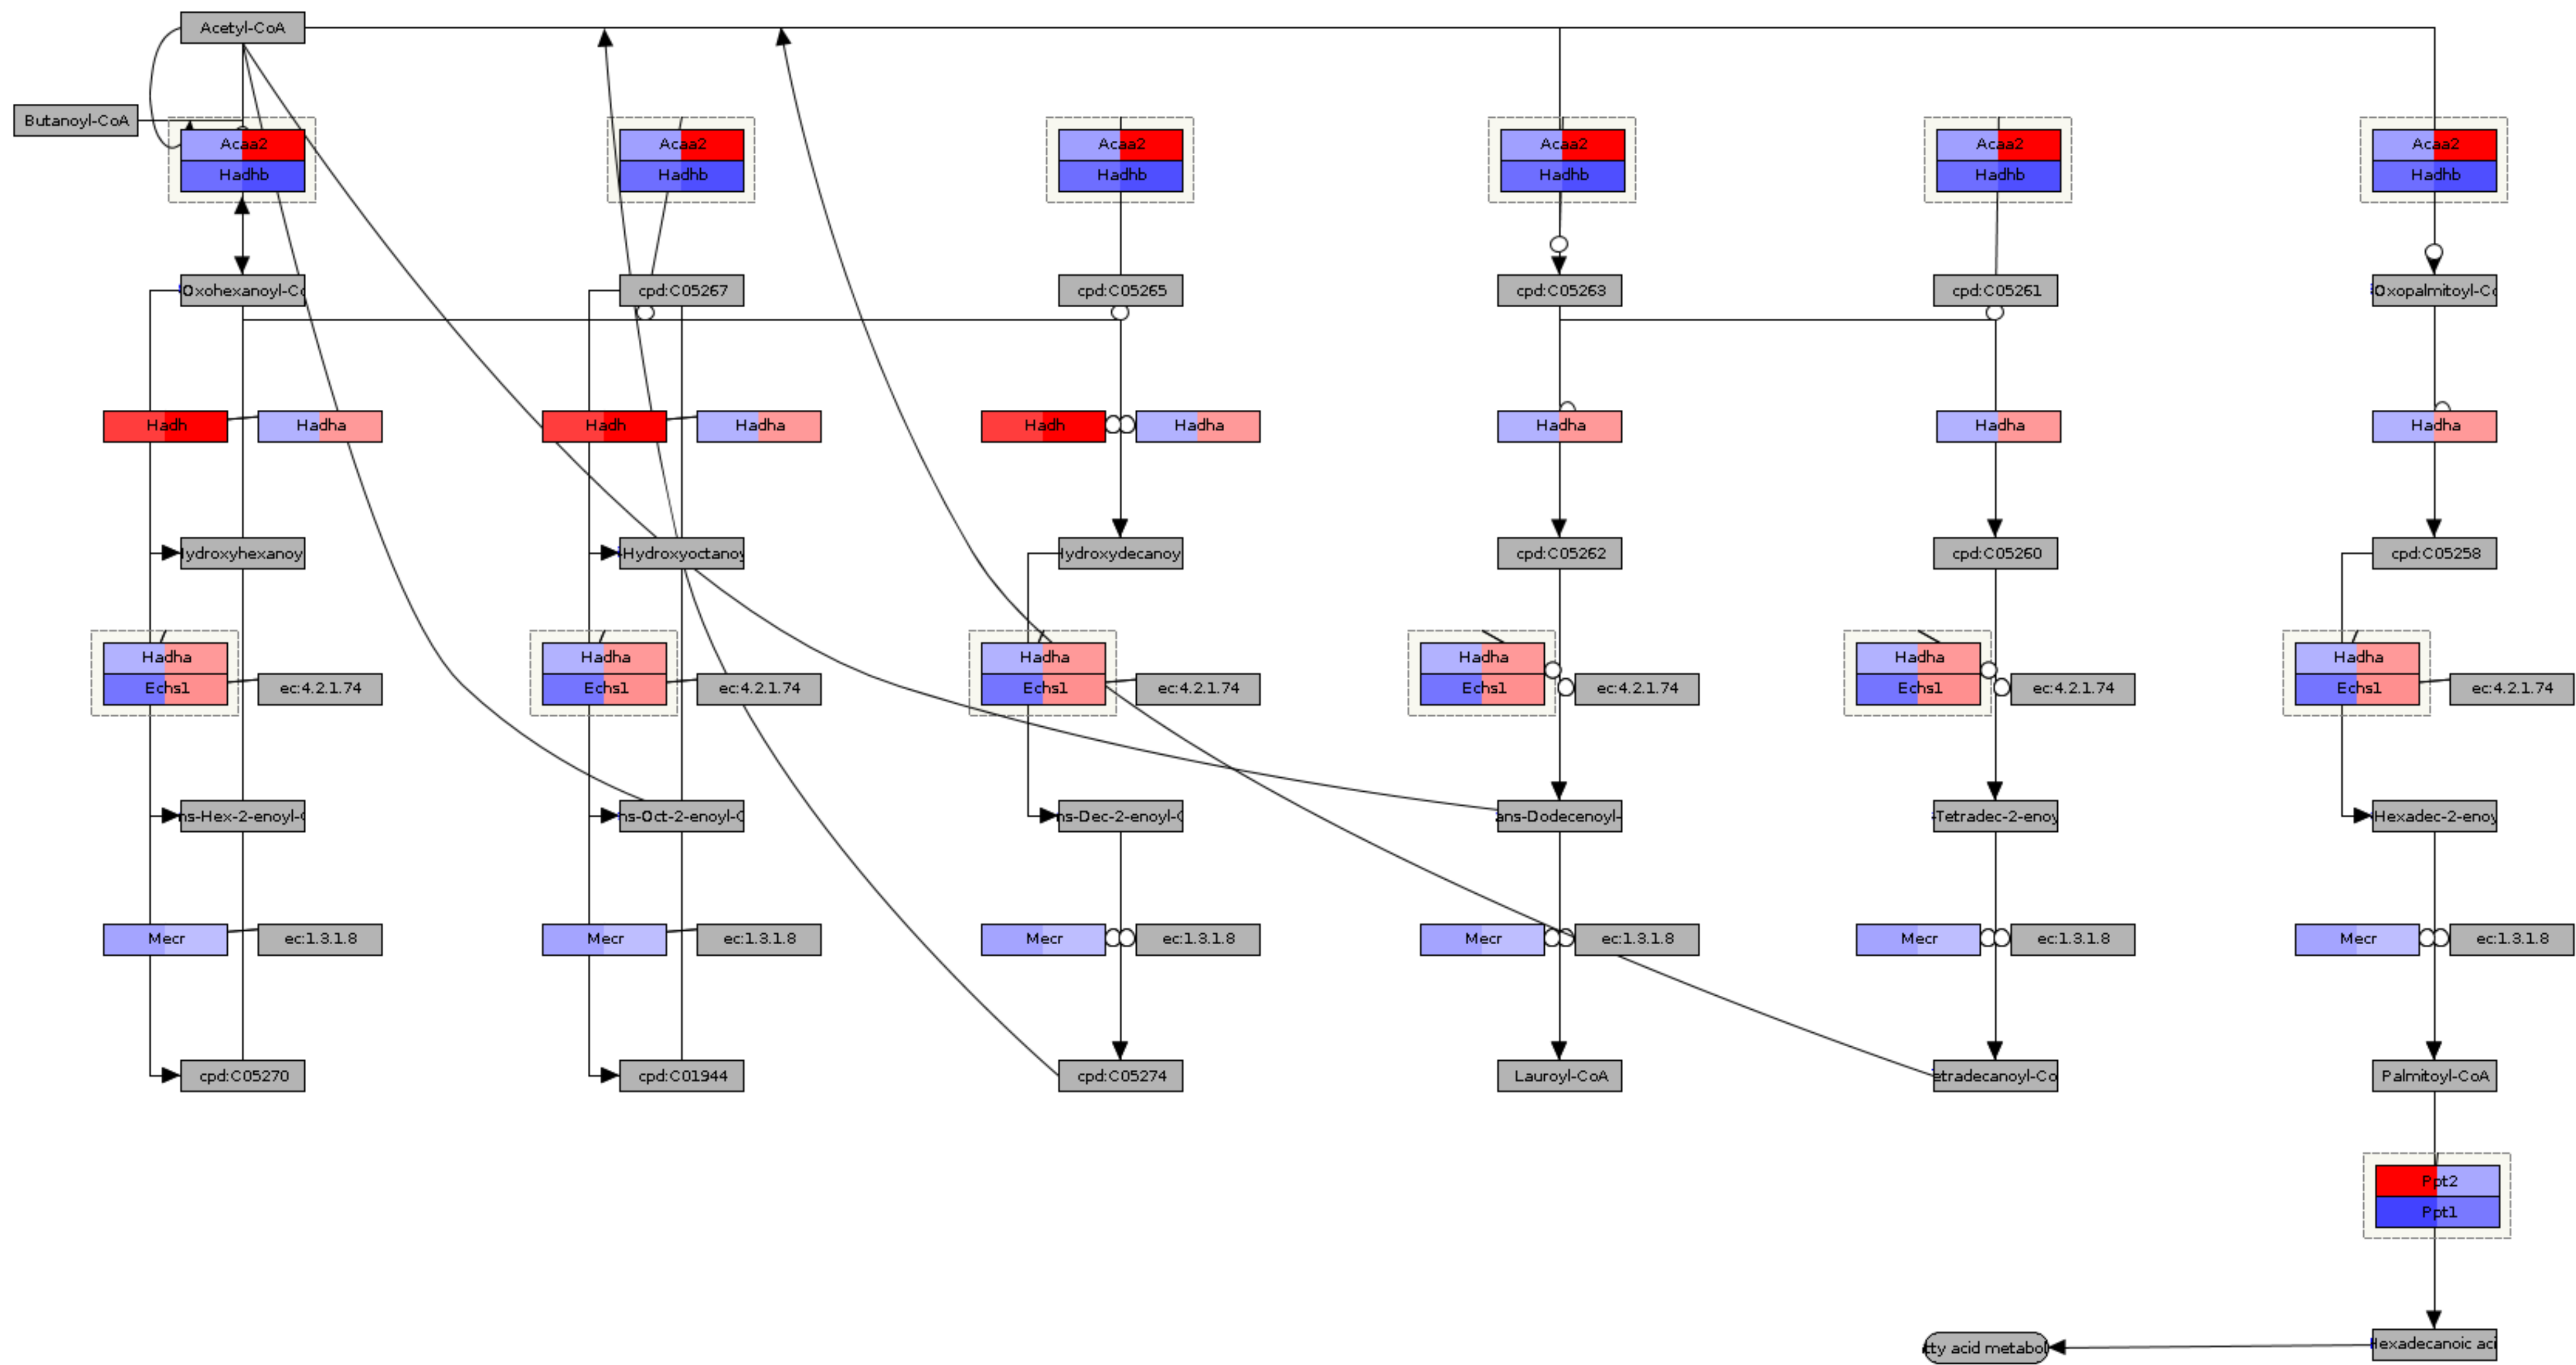 Acetyl-CoA
Butanoyl-CoA
Acaa2 Acaa2 Acaa2 Acaa2 Acaa2 Acaa2
Hadhb Hadhb Hadhb Hadhb Hadhb Hadhb
Oxohexanoyl-Co cpd:C05267 cpd:C05265 cpd:C05263 cpd:C05261 Oxopalmitoyl-Co
Hadh Hadha Hadh Hadha Hadh Hadha Hadha Hadha Hadha
ydroxyhexanoy -Hydroxyoctanoy ydroxydecanoy cpd:C05262 cpd:C05260 cpd:C05258
Hadha Hadha Hadha Hadha Hadha Hadha
Echs1 ec:4.2.1.74 Echs1 ec:4.2.1.74 Echs1 ec:4.2.1.74 Echs1 ec:4.2.1.74 Echs1 ec:4.2.1.74 Echs1 ec:4.2.1.74
ns-Hex-2-enoyl-C ns-Oct-2-enoyl-C ns-Dec-2-enoyl-C ans-Dodecenoyl- -Tetradec-2-enoy Hexadec-2-enoy
Mecr ec:1.3.1.8 Mecr ec:1.3.1.8 Mecr ec:1.3.1.8 Mecr ec:1.3.1.8 Mecr ec:1.3.1.8 Mecr ec:1.3.1.8
cpd:C05270 cpd:C01944 cpd:C05274 Lauroyl-CoA etradecanoyl-Co Palmitoyl-CoA
Ppt2
Ppt1
tty acid metabol Hexadecanoic aci